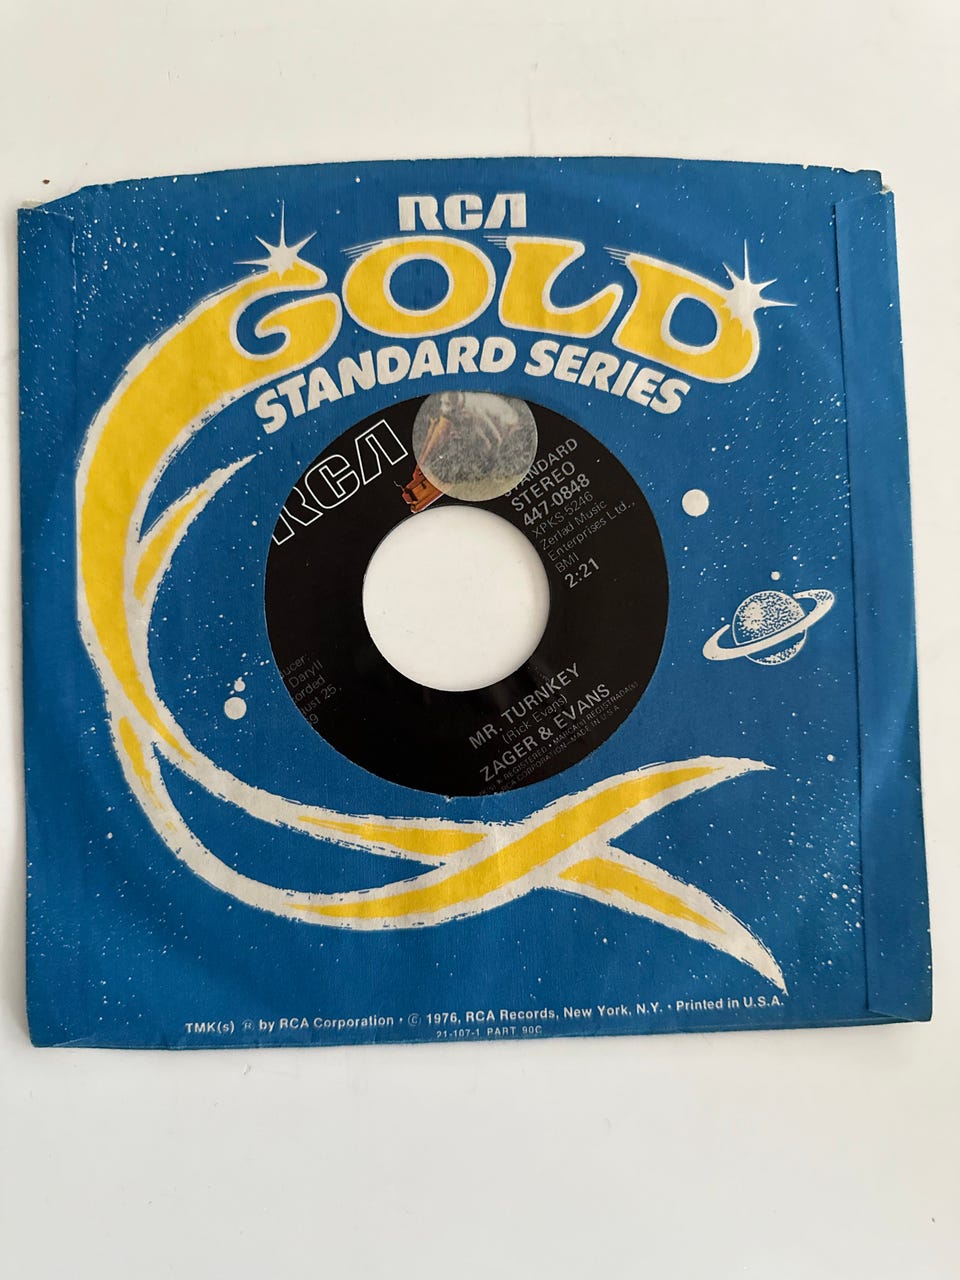 RCA
GOLD
STANDARD SERIES
RCA
STANDARD
STEREO
447-0848
XPKS-5246
Zerlad Music
Enterprises Ltd.,
BMI
2:21
Daryll
MR. TURNKEY
(Rick Evans)
ZAGER & EVANS
TMK(s) ® by RCA Corporation • © 1976, RCA Records, New York, N.Y. • Printed in U.S.A.
21-107-1 PART 90C